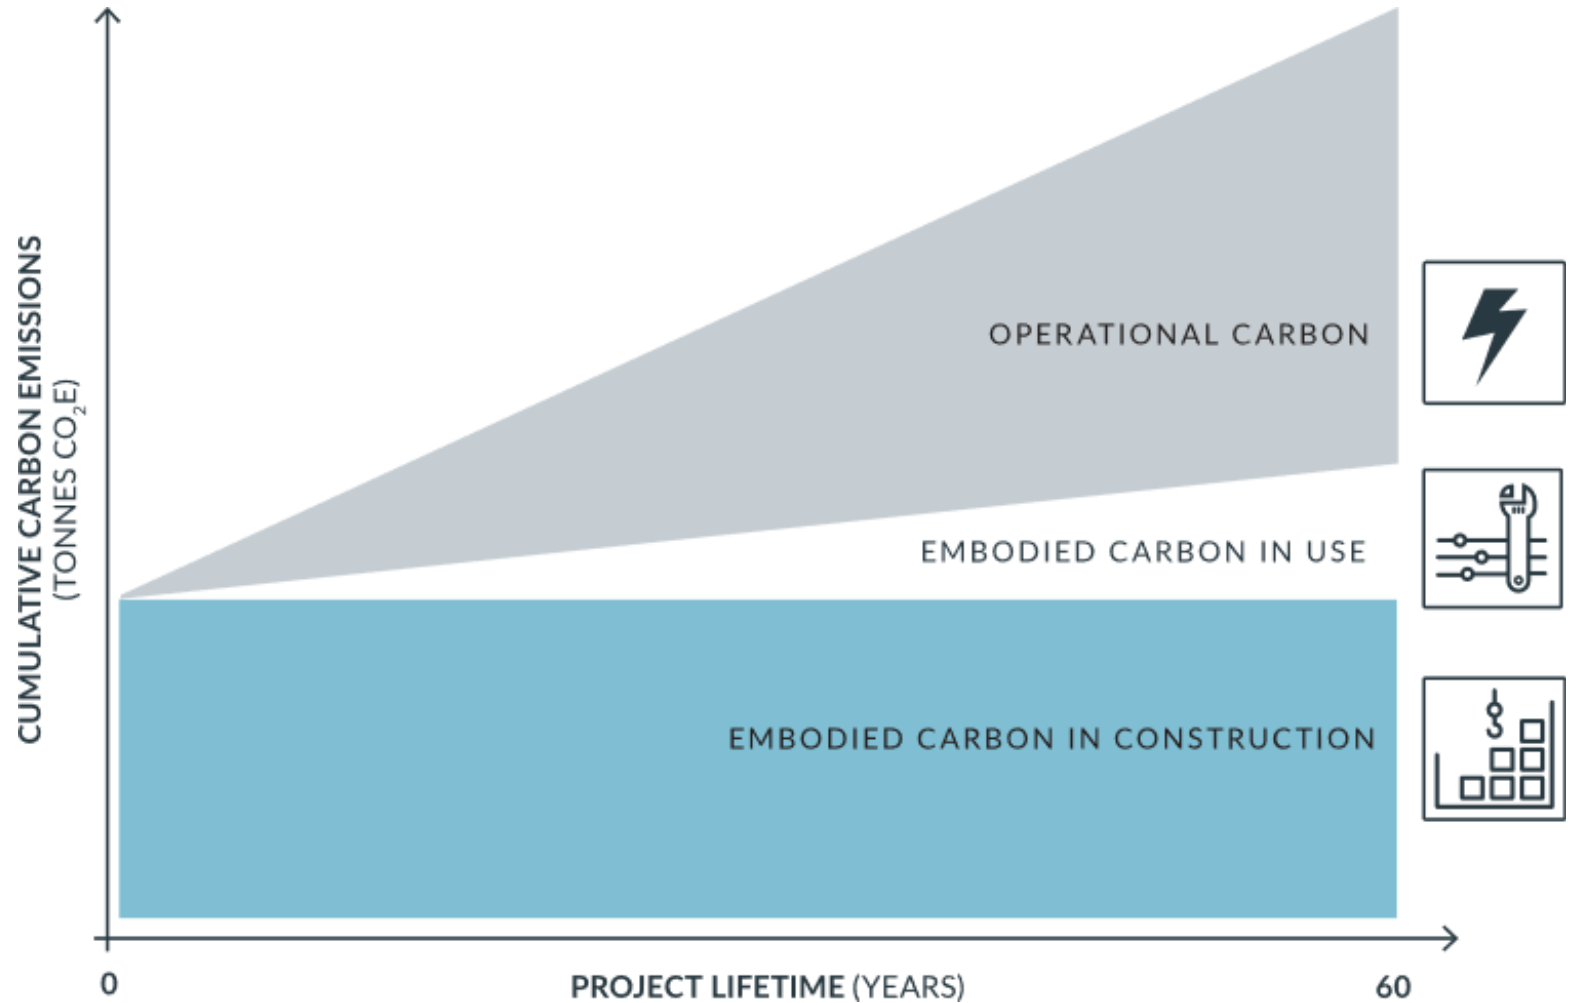 CUMULATIVE CARBON EMISSIONS
(TONNES CO₂E)
OPERATIONAL CARBON
EMBODIED CARBON IN USE
EMBODIED CARBON IN CONSTRUCTION
0
PROJECT LIFETIME (YEARS)
60